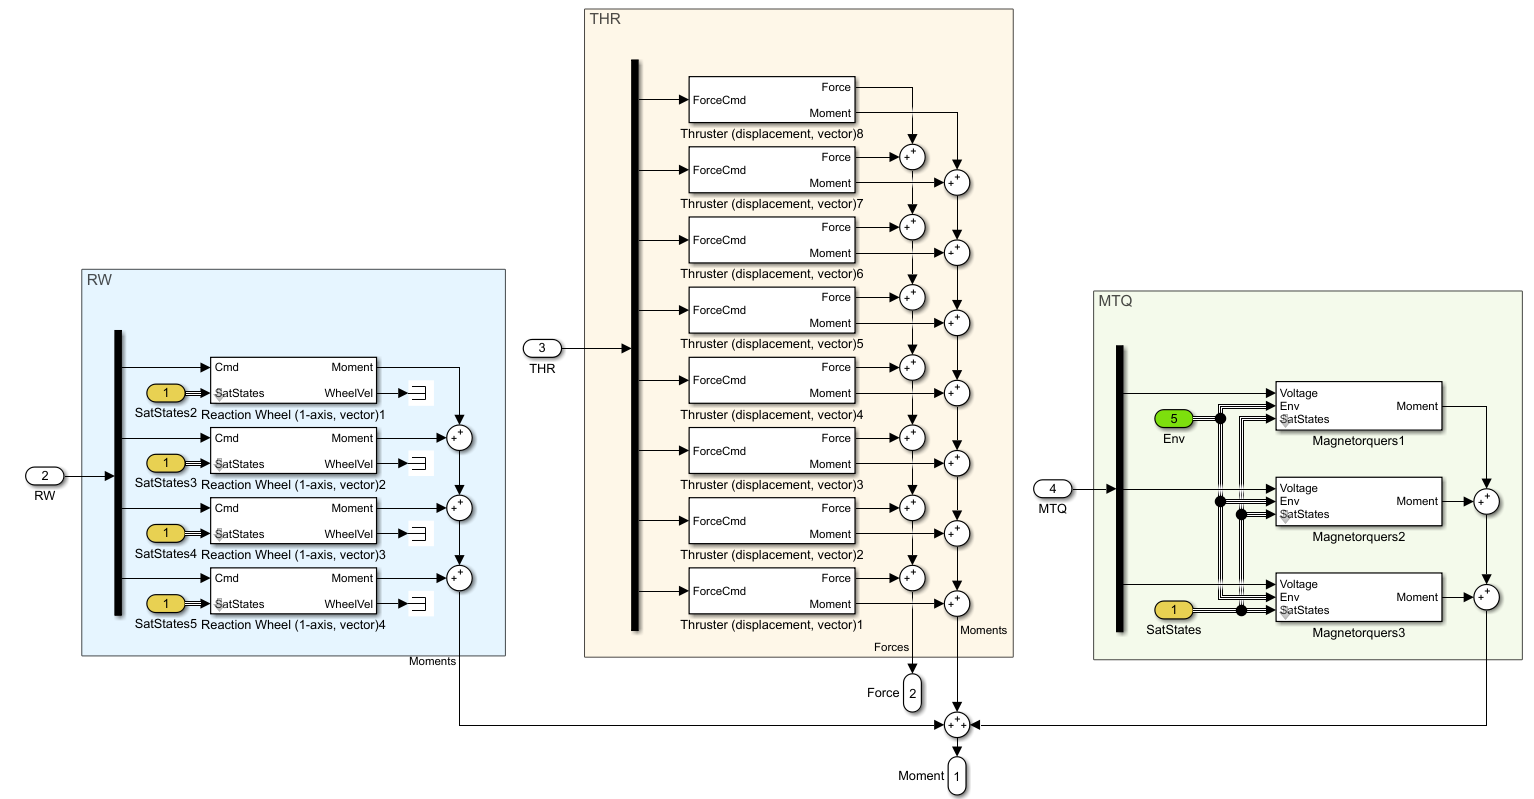 THR
Force
ForceCmd
Moment
Thruster (displacement, vector)8
Force
ForceCmd
Moment
Thruster (displacement, vector)7
Force
ForceCmd
Moment
Thruster (displacement, vector)6
Force
ForceCmd
Moment
Thruster (displacement, vector)5
Force
ForceCmd
Moment
Thruster (displacement, vector)4
Force
ForceCmd
Moment
Thruster (displacement, vector)3
Force
ForceCmd
Moment
Thruster (displacement, vector)2
Force
ForceCmd
Moment
Thruster (displacement, vector)1
3
THR
Forces
Moments
Force 2
RW
Cmd Moment
1 SatStates WheelVel
SatStates2 Reaction Wheel (1-axis, vector)1
Cmd Moment
1 SatStates WheelVel
SatStates3 Reaction Wheel (1-axis, vector)2
2
RW
Cmd Moment
1 SatStates WheelVel
SatStates4 Reaction Wheel (1-axis, vector)3
Cmd Moment
1 SatStates WheelVel
SatStates5 Reaction Wheel (1-axis, vector)4
Moments
MTQ
Voltage
Env Moment
SatStates
Magnetorquers1
5
Env
Voltage
Env Moment
SatStates
Magnetorquers2
4
MTQ
Voltage
Env Moment
SatStates
Magnetorquers3
1
SatStates
Moment 1